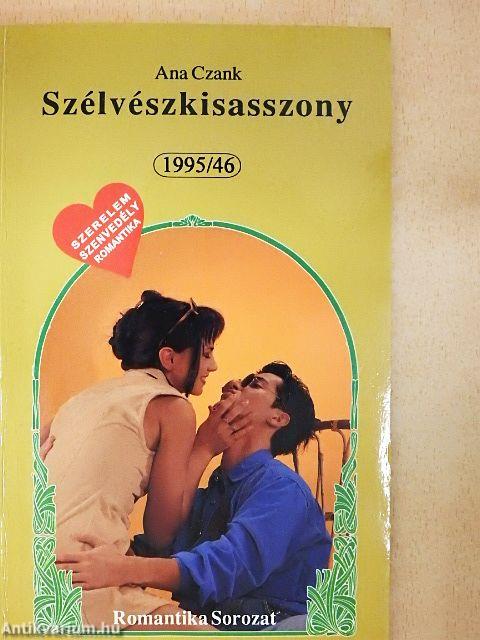 Ana Czank
Szélvészkisasszony
1995/46
SZERELEM
SZENVEDÉLY
ROMANTIKA
Romantika Sorozat
Antikvarium.hu